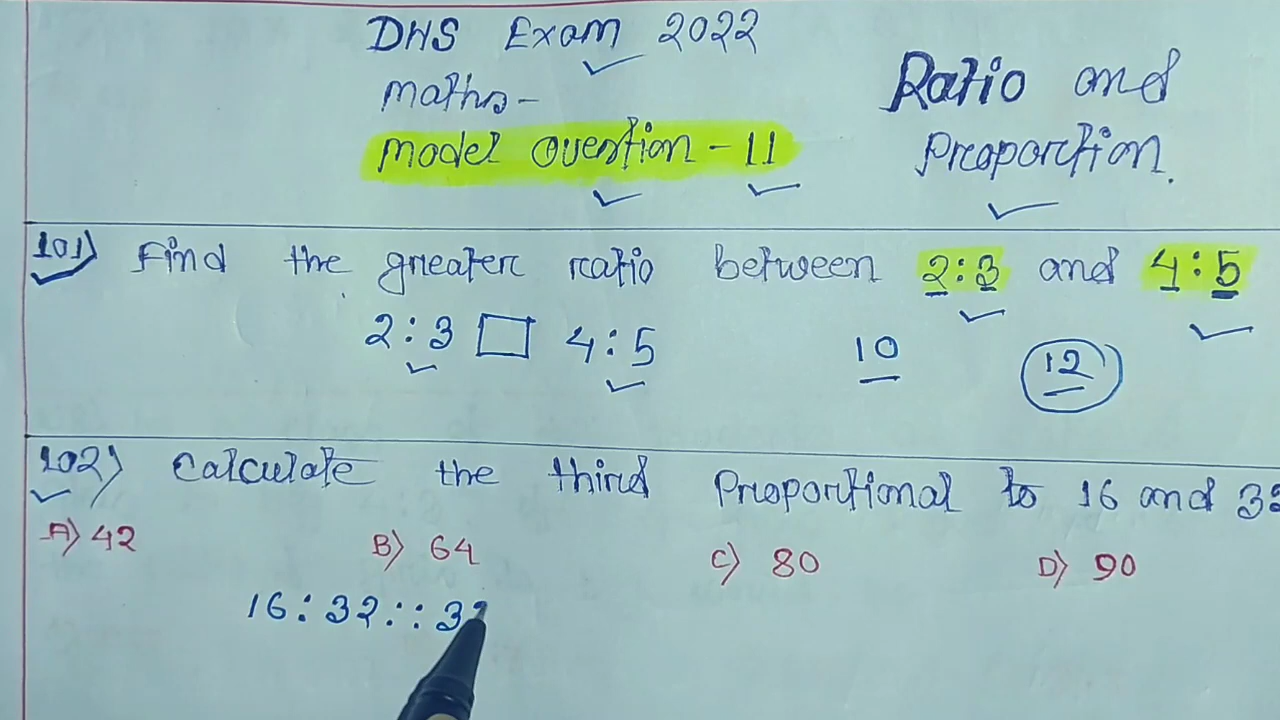 DHS Exam 2022
Maths-
Model Question - 11
Ratio and
Proportion.
101) Find the greater ratio between 2:3 and 4:5
2:3 □ 4:5
10
12
102) Calculate the third Proportional to 16 and 32
A) 42 B) 64 C) 80 D) 90
16:32::32